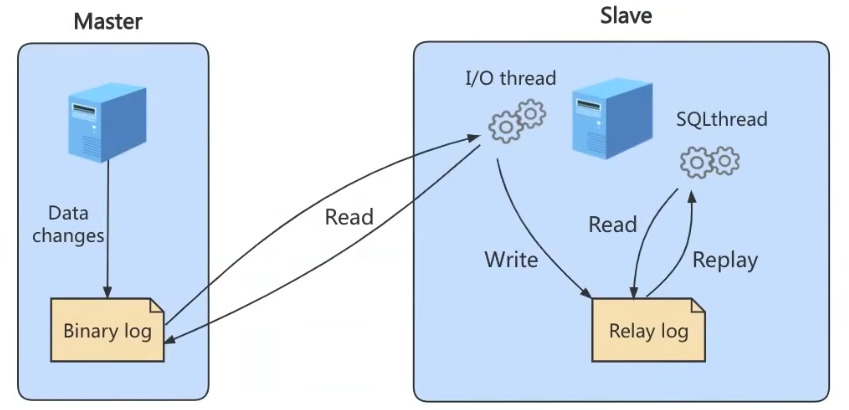 Master
Slave
I/O thread
SQLthread
Data
changes
Read
Write
Read
Replay
Binary log
Relay log